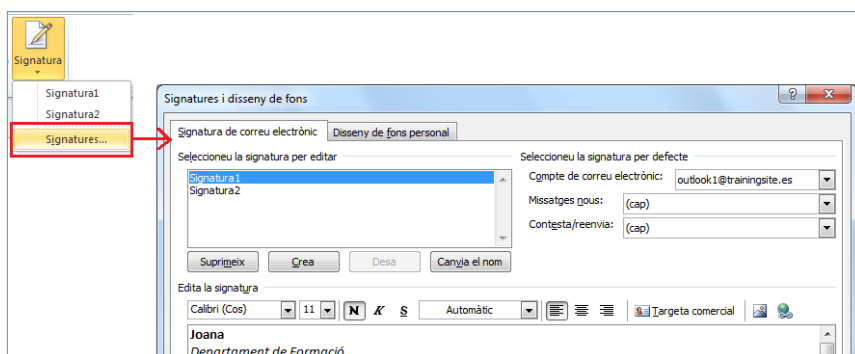 Signatura
Signatura1
Signatura2
Signatures...
Signatures i disseny de fons
Signatura de correu electrònic
Disseny de fons personal
Seleccioneu la signatura per editar
Signatura1
Signatura2
Suprimeix
Crea
Desa
Canvia el nom
Seleccioneu la signatura per defecte
Compte de correu electrònic: outlook1@trainingsite.es
Missatges nous: (cap)
Contesta/reenvia: (cap)
Edita la signatura
Calibri (Cos) 11 N K S Automàtic Targeta comercial
Joana
Departament de Formació